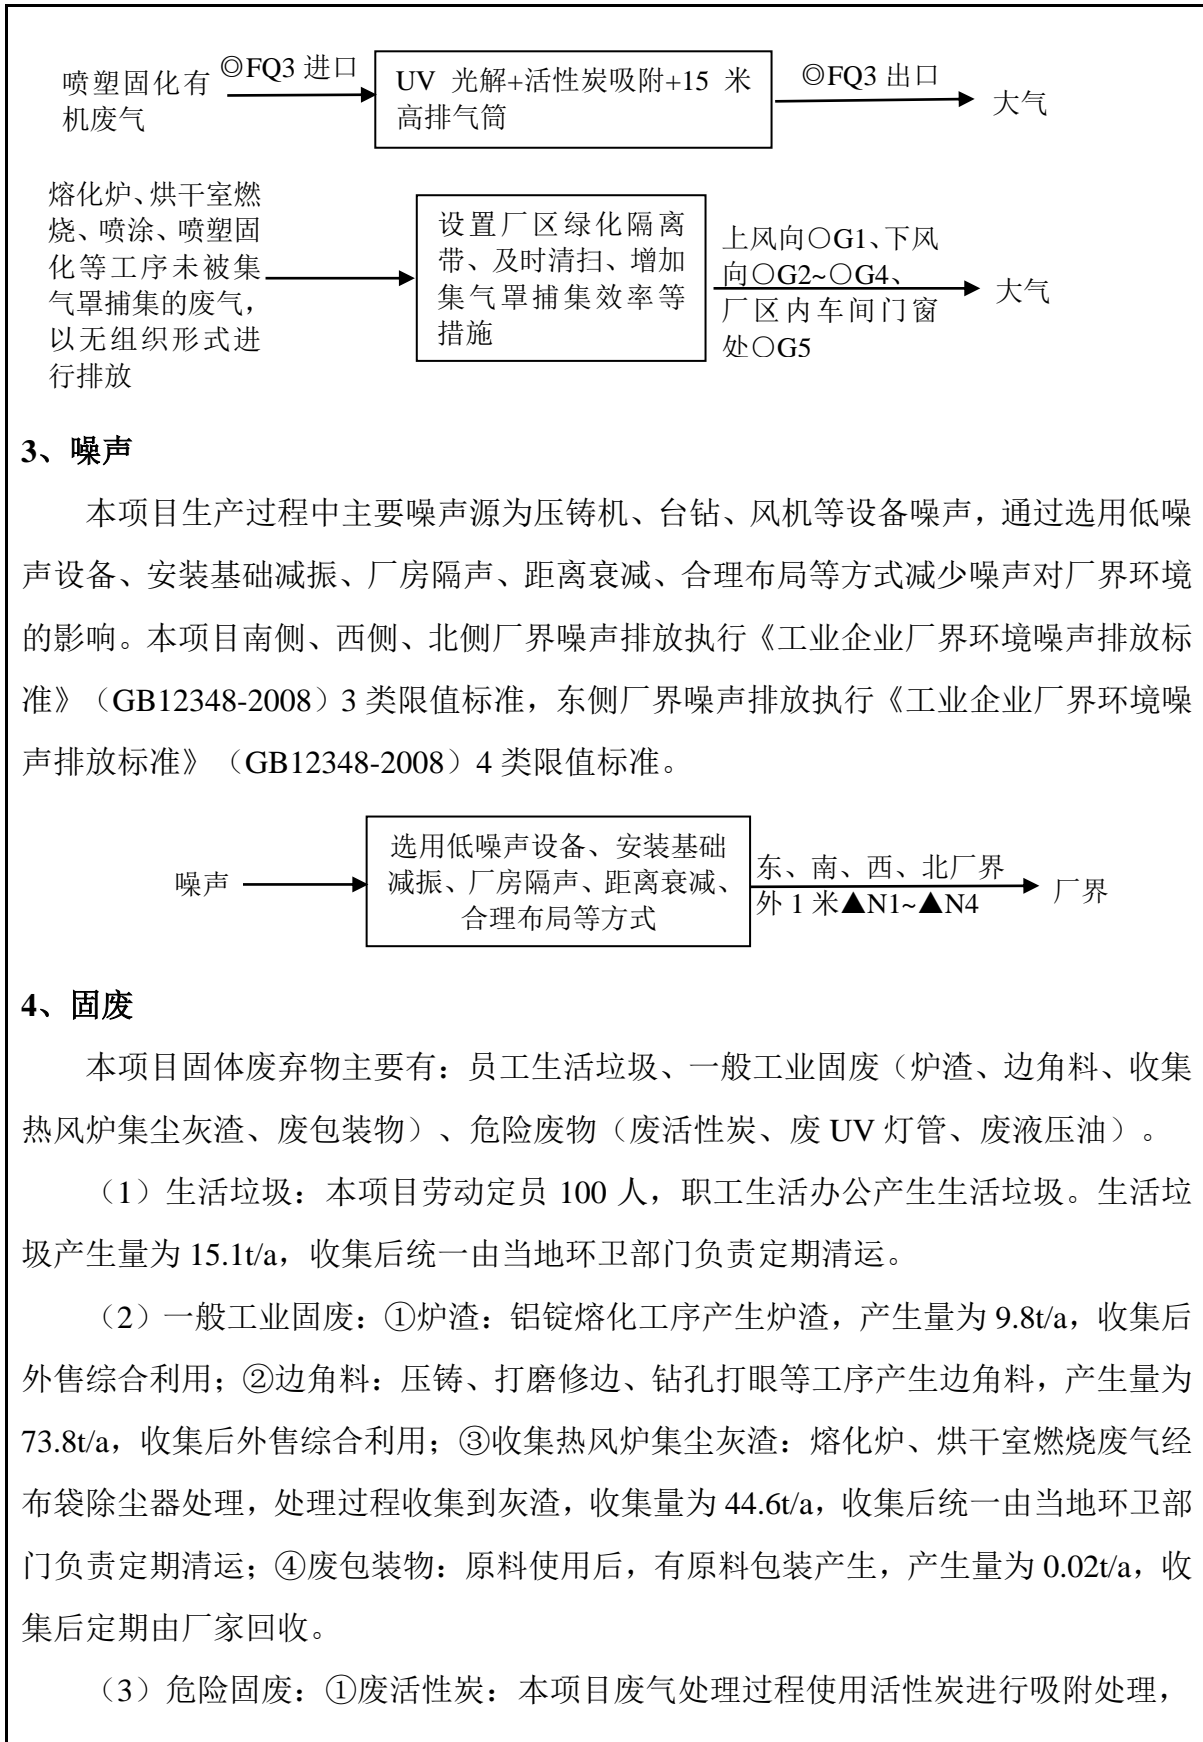 喷塑固化有
机废气
◎FQ3 进口
UV 光解+活性炭吸附+15 米
高排气筒
◎FQ3 出口
大气
熔化炉、烘干室燃
烧、喷涂、喷塑固
化等工序未被集
气罩捕集的废气，
以无组织形式进
行排放
设置厂区绿化隔离
带、及时清扫、增加
集气罩捕集效率等
措施
上风向〇G1、下风
向〇G2~〇G4、
厂区内车间门窗
处〇G5
大气
3、噪声
本项目生产过程中主要噪声源为压铸机、台钻、风机等设备噪声，通过选用低噪
声设备、安装基础减振、厂房隔声、距离衰减、合理布局等方式减少噪声对厂界环境
的影响。本项目南侧、西侧、北侧厂界噪声排放执行《工业企业厂界环境噪声排放标
准》（GB12348-2008）3 类限值标准，东侧厂界噪声排放执行《工业企业厂界环境噪
声排放标准》（GB12348-2008）4 类限值标准。
噪声
选用低噪声设备、安装基础
减振、厂房隔声、距离衰减、
合理布局等方式
东、南、西、北厂界
外 1 米▲N1~▲N4
厂界
4、固废
本项目固体废弃物主要有：员工生活垃圾、一般工业固废（炉渣、边角料、收集
热风炉集尘灰渣、废包装物）、危险废物（废活性炭、废 UV 灯管、废液压油）。
（1）生活垃圾：本项目劳动定员 100 人，职工生活办公产生生活垃圾。生活垃
圾产生量为 15.1t/a，收集后统一由当地环卫部门负责定期清运。
（2）一般工业固废：①炉渣：铝锭熔化工序产生炉渣，产生量为 9.8t/a，收集后
外售综合利用；②边角料：压铸、打磨修边、钻孔打眼等工序产生边角料，产生量为
73.8t/a，收集后外售综合利用；③收集热风炉集尘灰渣：熔化炉、烘干室燃烧废气经
布袋除尘器处理，处理过程收集到灰渣，收集量为 44.6t/a，收集后统一由当地环卫部
门负责定期清运；④废包装物：原料使用后，有原料包装产生，产生量为 0.02t/a，收
集后定期由厂家回收。
（3）危险固废：①废活性炭：本项目废气处理过程使用活性炭进行吸附处理，